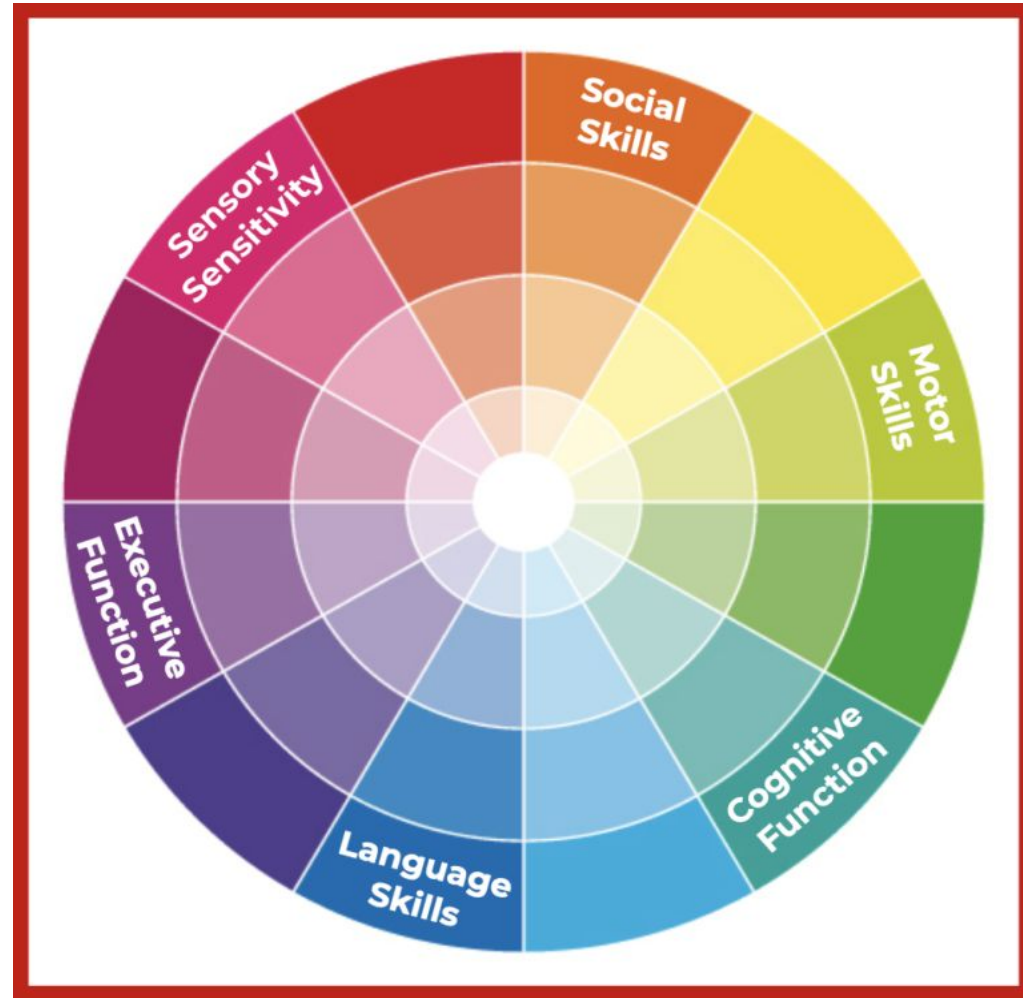 Social
Skills
Motor
Skills
Cognitive
Function
Language
Skills
Executive
Function
Sensory
Sensitivity